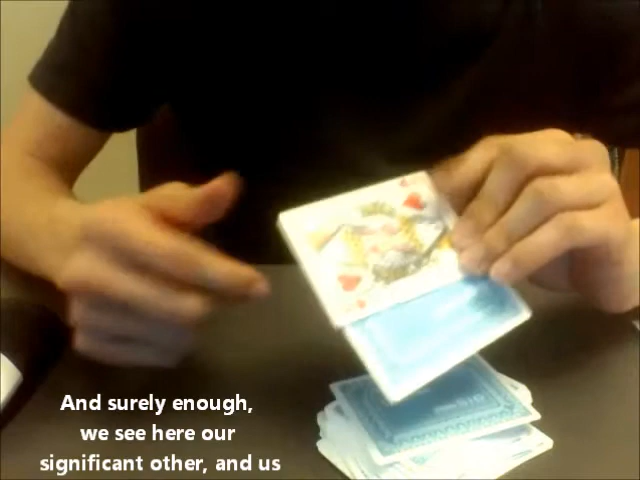 And surely enough,
we see here our
significant other, and us